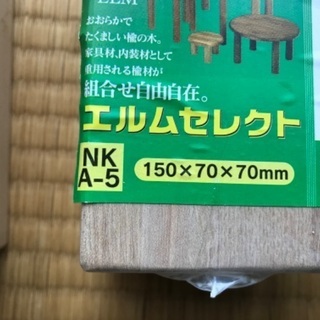 ELM
おおらかで
たくましい楡の木。
家具材、内装材として
重用される楡材が
組合せ自由自在。
エルムセレクト
NK
A-5
150×70×70mm